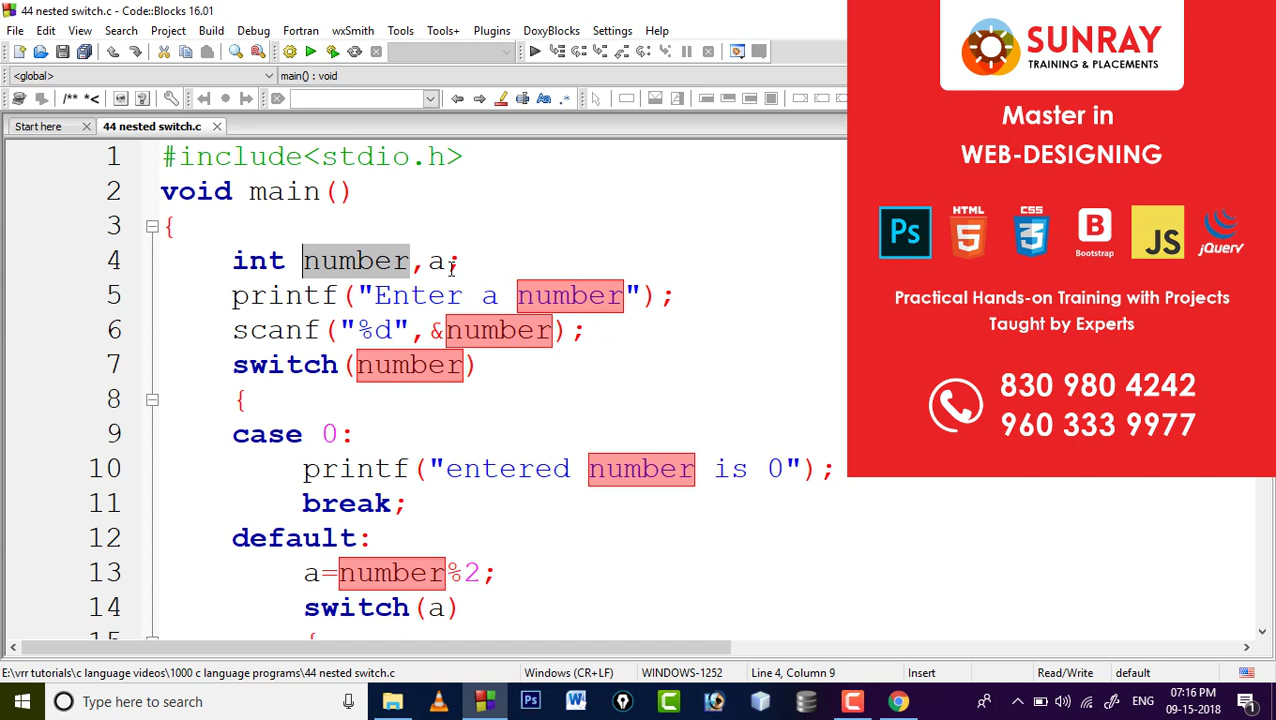 44 nested switch.c - Code::Blocks 16.01
File Edit View Search Project Build Debug Fortran wxSmith Tools Tools+ Plugins DoxyBlocks Settings Help
<global>
main() : void
/** *<
Start here
44 nested switch.c
1 #include<stdio.h>
2 void main()
3 {
4 int number,a;
5 printf("Enter a number");
6 scanf("%d",&number);
7 switch(number)
8 {
9 case 0:
10 printf("entered number is 0");
11 break;
12 default:
13 a=number%2;
14 switch(a)
15 {
SUNRAY
TRAINING & PLACEMENTS
Master in
WEB-DESIGNING
Ps
HTML
5
CSS
3
B
Bootstrap
JS
jQuery
Practical Hands-on Training with Projects
Taught by Experts
830 980 4242
960 333 9977
E:\vrr tutorials\c language videos\1000 c language programs\44 nested switch.c
Windows (CR+LF)
WINDOWS-1252
Line 4, Column 9
Insert
Read/Write
default
Type here to search
Ps
ENG
07:16 PM
09-15-2018
1